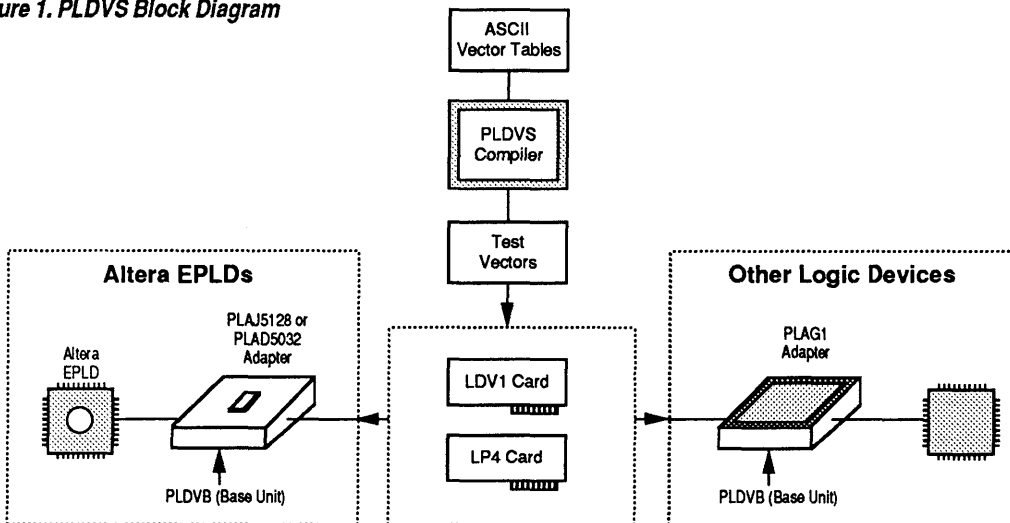 ure 1. PLDVS Block Diagram
ASCII
Vector Tables
PLDVS
Compiler
Test
Vectors
Altera EPLDs
PLAJ5128 or
PLAD5032
Adapter
Altera
EPLD
PLDVB (Base Unit)
LDV1 Card
LP4 Card
Other Logic Devices
PLAG1
Adapter
PLDVB (Base Unit)